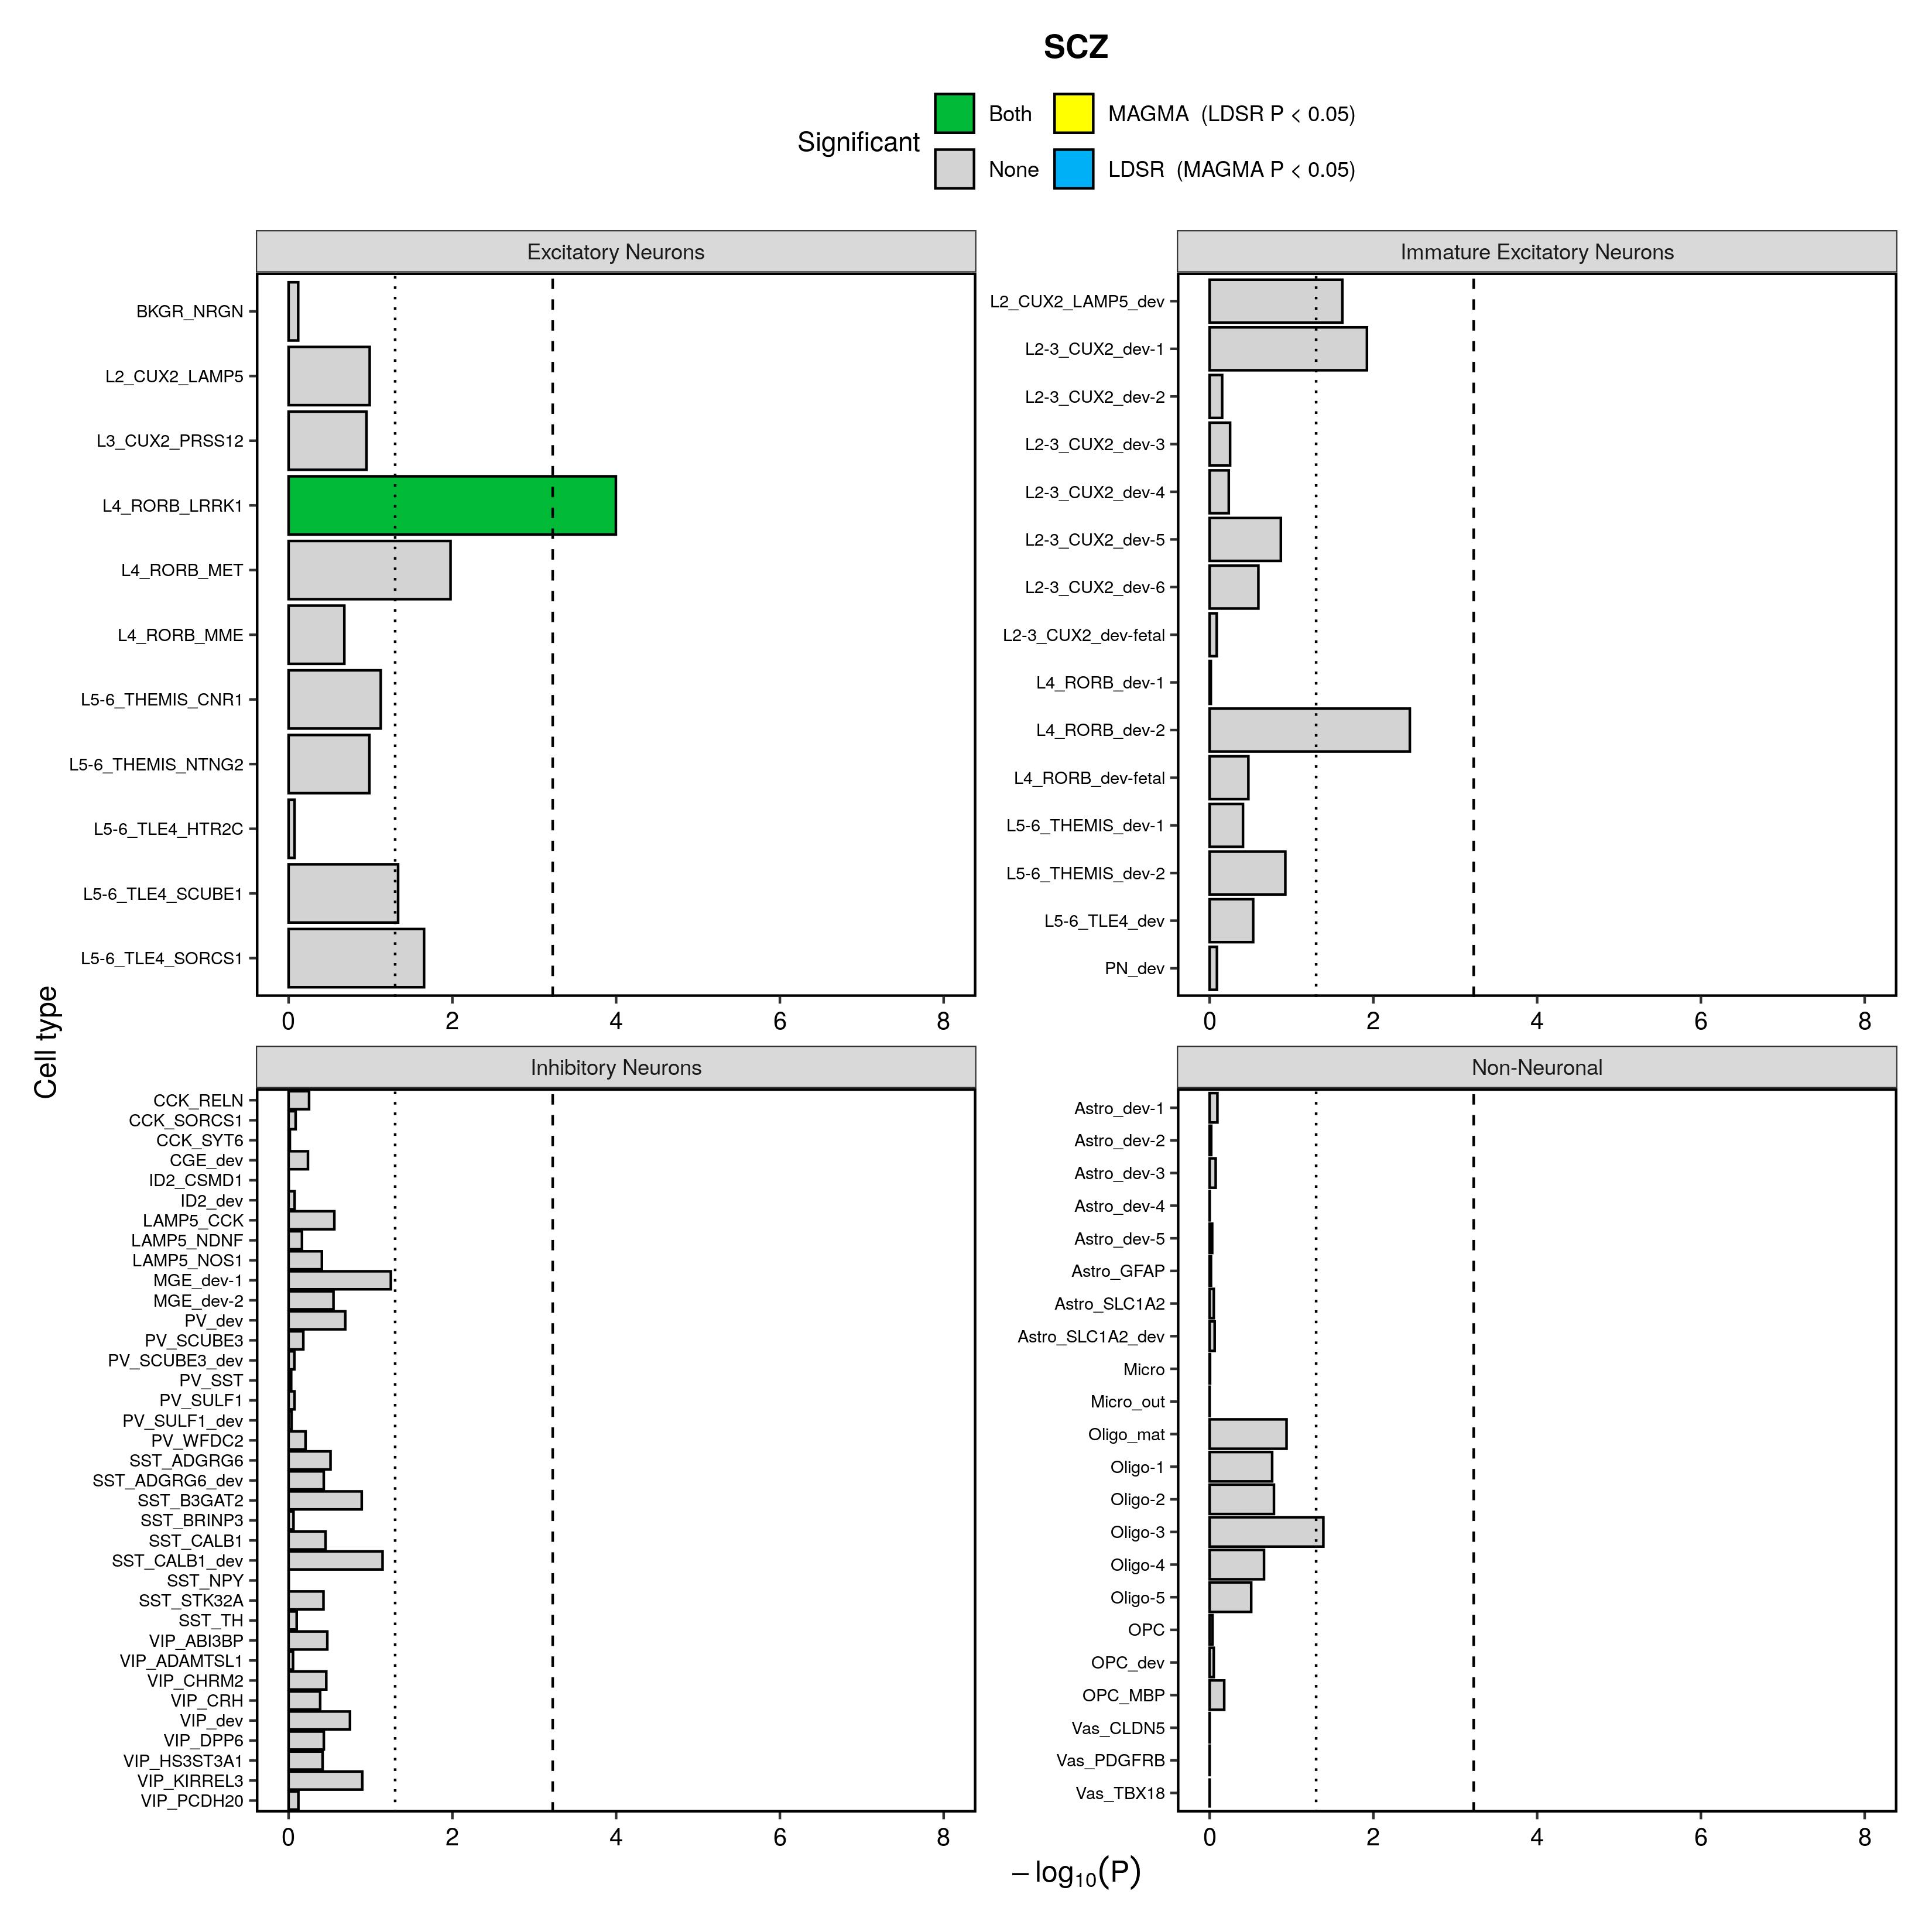 SCZ
Significant
Both
MAGMA (LDSR P < 0.05)
None
LDSR (MAGMA P < 0.05)
Excitatory Neurons
BKGR_NRGN
L2_CUX2_LAMP5
L3_CUX2_PRSS12
L4_RORB_LRRK1
L4_RORB_MET
L4_RORB_MME
L5-6_THEMIS_CNR1
L5-6_THEMIS_NTNG2
L5-6_TLE4_HTR2C
L5-6_TLE4_SCUBE1
L5-6_TLE4_SORCS1
0 2 4 6 8
Immature Excitatory Neurons
L2_CUX2_LAMP5_dev
L2-3_CUX2_dev-1
L2-3_CUX2_dev-2
L2-3_CUX2_dev-3
L2-3_CUX2_dev-4
L2-3_CUX2_dev-5
L2-3_CUX2_dev-6
L2-3_CUX2_dev-fetal
L4_RORB_dev-1
L4_RORB_dev-2
L4_RORB_dev-fetal
L5-6_THEMIS_dev-1
L5-6_THEMIS_dev-2
L5-6_TLE4_dev
PN_dev
0 2 4 6 8
Cell type
Inhibitory Neurons
CCK_RELN
CCK_SORCS1
CCK_SYT6
CGE_dev
ID2_CSMD1
ID2_dev
LAMP5_CCK
LAMP5_NDNF
LAMP5_NOS1
MGE_dev-1
MGE_dev-2
PV_dev
PV_SCUBE3
PV_SCUBE3_dev
PV_SST
PV_SULF1
PV_SULF1_dev
PV_WFDC2
SST_ADGRG6
SST_ADGRG6_dev
SST_B3GAT2
SST_BRINP3
SST_CALB1
SST_CALB1_dev
SST_NPY
SST_STK32A
SST_TH
VIP_ABI3BP
VIP_ADAMTSL1
VIP_CHRM2
VIP_CRH
VIP_dev
VIP_DPP6
VIP_HS3ST3A1
VIP_KIRREL3
VIP_PCDH20
0 2 4 6 8
Non-Neuronal
Astro_dev-1
Astro_dev-2
Astro_dev-3
Astro_dev-4
Astro_dev-5
Astro_GFAP
Astro_SLC1A2
Astro_SLC1A2_dev
Micro
Micro_out
Oligo_mat
Oligo-1
Oligo-2
Oligo-3
Oligo-4
Oligo-5
OPC
OPC_dev
OPC_MBP
Vas_CLDN5
Vas_PDGFRB
Vas_TBX18
0 2 4 6 8
−log₁₀(P)